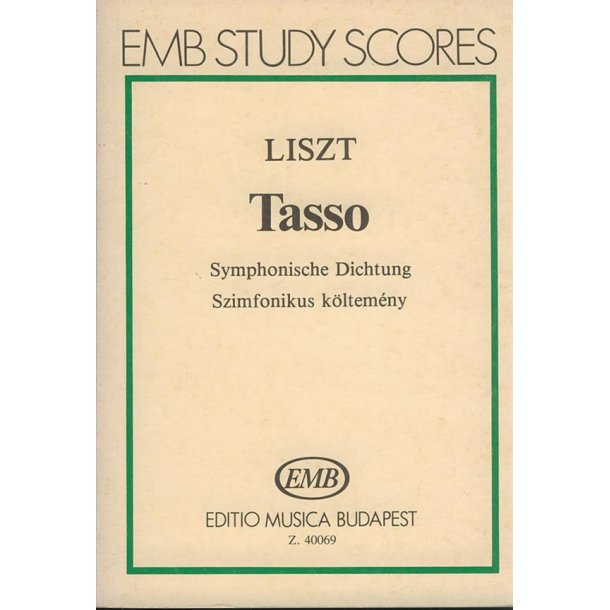 EMB STUDY SCORES
LISZT
Tasso
Symphonische Dichtung
Szimfonikus költemény
EMB
EDITIO MUSICA BUDAPEST
Z. 40069